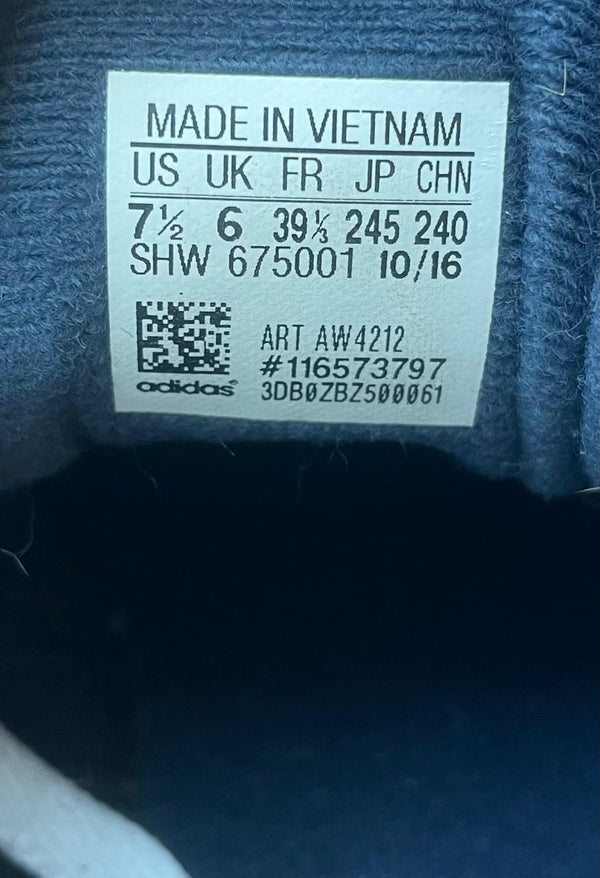 MADE IN VIETNAM
US UK FR JP CHN
7½ 6 39⅓ 245 240
SHW 675001 10/16
ART AW4212
#116573797
adidas® 3DB0ZBZ500061